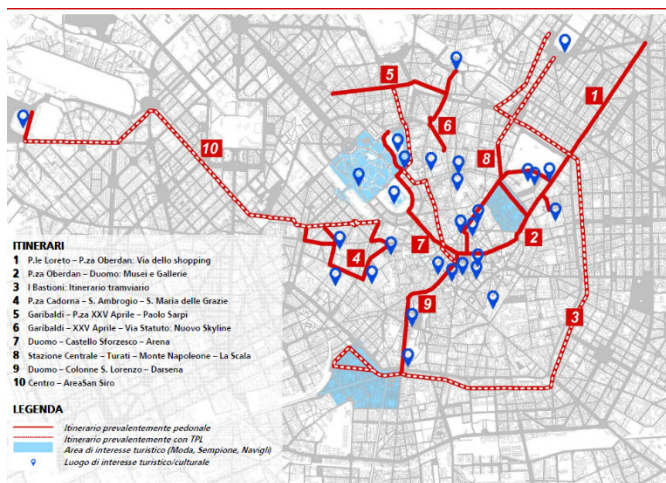 5
1
6
10
8
7
2
4
9
3
ITINERARI
1 P.le Loreto – P.za Oberdan: Via dello shopping
2 P.za Oberdan – Duomo: Musei e Gallerie
3 I Bastioni: Itinerario tramviario
4 P.za Cadorna – S. Ambrogio – S. Maria delle Grazie
5 Garibaldi – P.za XXV Aprile – Paolo Sarpi
6 Garibaldi – XXV Aprile – Via Statuto: Nuovo Skyline
7 Duomo – Castello Sforzesco – Arena
8 Stazione Centrale – Turati – Monte Napoleone – La Scala
9 Duomo – Colonne S. Lorenzo – Darsena
10 Centro – AreaSan Siro
LEGENDA
Itinerario prevalentemente pedonale
Itinerario prevalentemente con TPL
Area di interesse turistico (Moda, Sempione, Navigli)
Luogo di interesse turistico/culturale